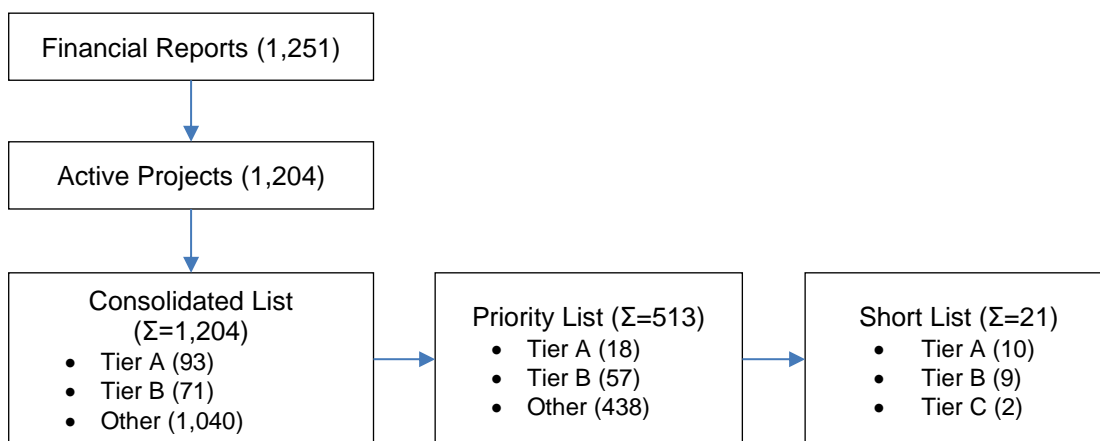 Financial Reports (1,251)
Active Projects (1,204)
Consolidated List
(Σ=1,204)
• Tier A (93)
• Tier B (71)
• Other (1,040)
Priority List (Σ=513)
• Tier A (18)
• Tier B (57)
• Other (438)
Short List (Σ=21)
• Tier A (10)
• Tier B (9)
• Tier C (2)